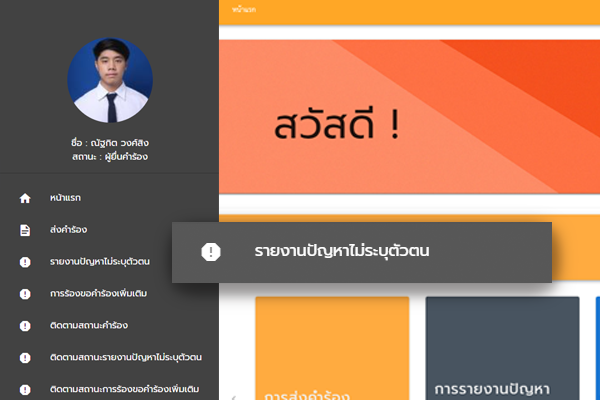 ชื่อ : ณัฐกิต วงศ์สิง
สถานะ : ผู้ยื่นคำร้อง
หน้าแรก
ส่งคำร้อง
รายงานปัญหาไม่ระบุตัวตน
การร้องขอคำร้องเพิ่มเติม
ติดตามสถานะคำร้อง
ติดตามสถานะรายงานปัญหาไม่ระบุตัวตน
ติดตามสถานะการร้องขอคำร้องเพิ่มเติม
หน้าแรก
สวัสดี !
รายงานปัญหาไม่ระบุตัวตน
การส่งคำร้อง
การรายงานปัญหา